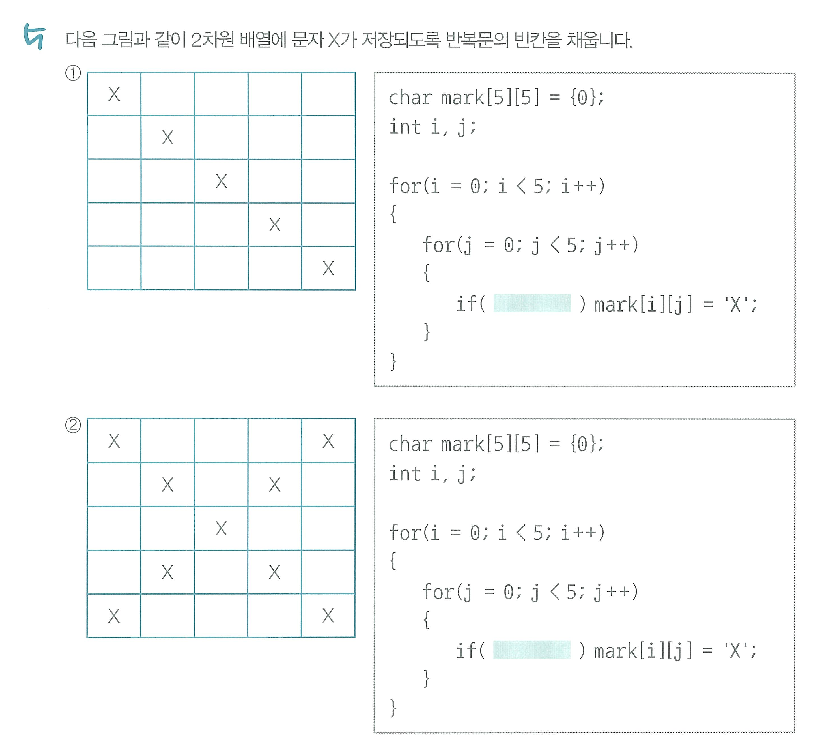 다음 그림과 같이 2차원 배열에 문자 X가 저장되도록 반복문의 빈칸을 채웁니다.
①
X
X
X
X
X
char mark[5][5] = {0};
int i, j;
for(i = 0; i < 5; i++)
{
for(j = 0; j < 5; j++)
{
if( ) mark[i][j] = 'X';
}
}
②
X X
X X
X
X X
X X
char mark[5][5] = {0};
int i, j;
for(i = 0; i < 5; i++)
{
for(j = 0; j < 5; j++)
{
if( ) mark[i][j] = 'X';
}
}